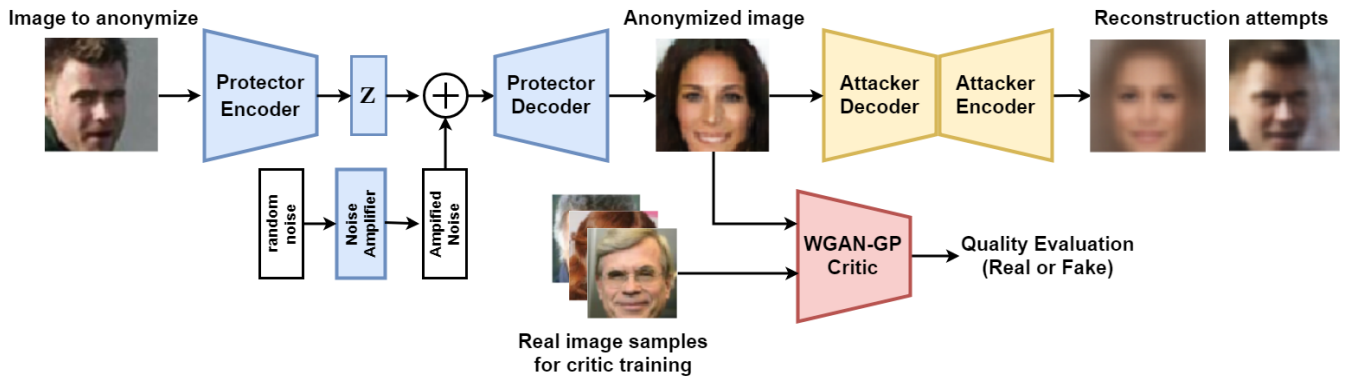 Image to anonymize
Anonymized image
Reconstruction attempts
Protector
Encoder
Z
Protector
Decoder
Attacker
Decoder
Attacker
Encoder
random
noise
Noise
Amplifier
Ampified
Noise
WGAN-GP
Critic
Quality Evaluation
(Real or Fake)
Real image samples
for critic training